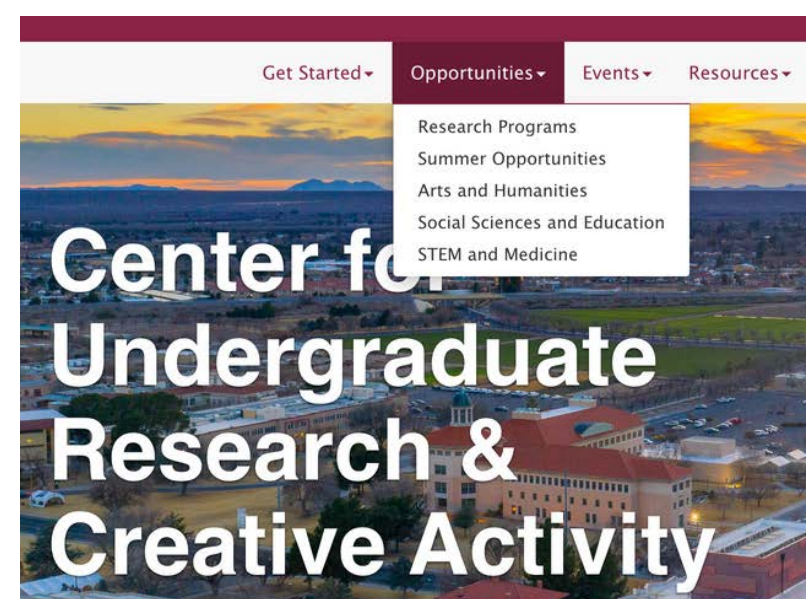 Get Started
Opportunities
Events
Resources
Research Programs
Summer Opportunities
Arts and Humanities
Social Sciences and Education
STEM and Medicine
Center for
Undergraduate
Research &
Creative Activity